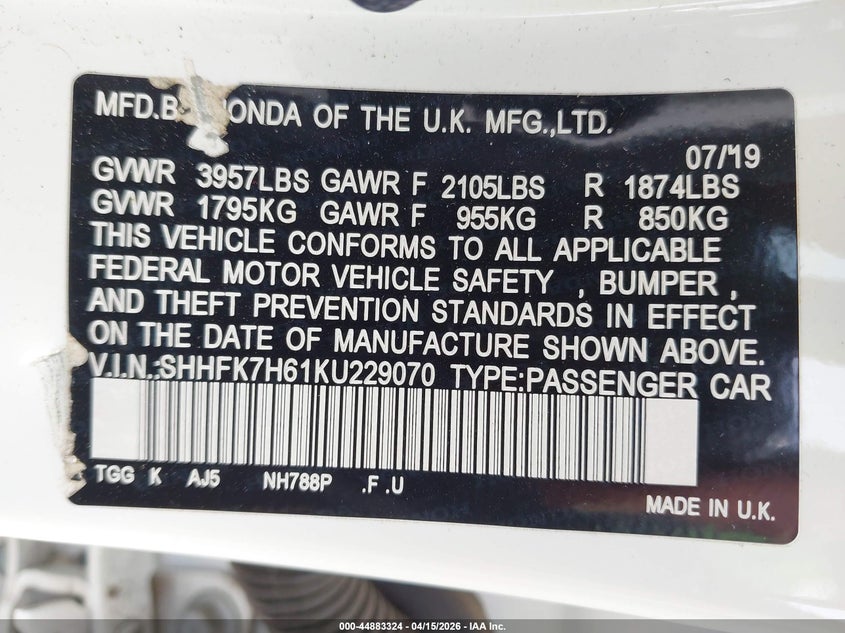 MFD.B HONDA OF THE U.K. MFG.,LTD.
07/'19
GVWR 3957LBS GAWR F 2105LBS R 1874LBS
GVWR 1795KG GAWR F 955KG R 850KG
THIS VEHICLE CONFORMS TO ALL APPLICABLE
FEDERAL MOTOR VEHICLE SAFETY , BUMPER ,
AND THEFT PREVENTION STANDARDS IN EFFECT
ON THE DATE OF MANUFACTURE SHOWN ABOVE.
V.I.N.:SHHFK7H61KU229070 TYPE:PASSENGER CAR
TGG K AJ5 NH788P .F .U
MADE IN U.K.
000-44883324 - 04/15/2026 - IAA Inc.